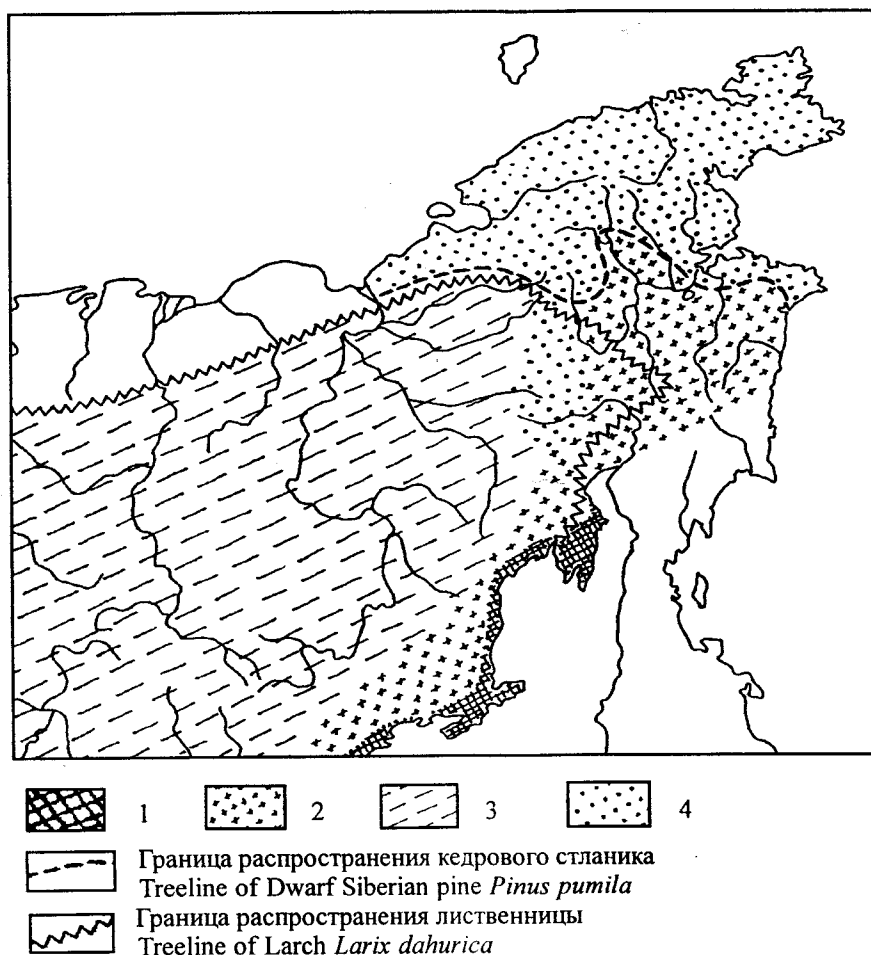 1 2 3 4
Граница распространения кедрового стланика
Treeline of Dwarf Siberian pine Pinus pumila
Граница распространения лиственницы
Treeline of Larch Larix dahurica